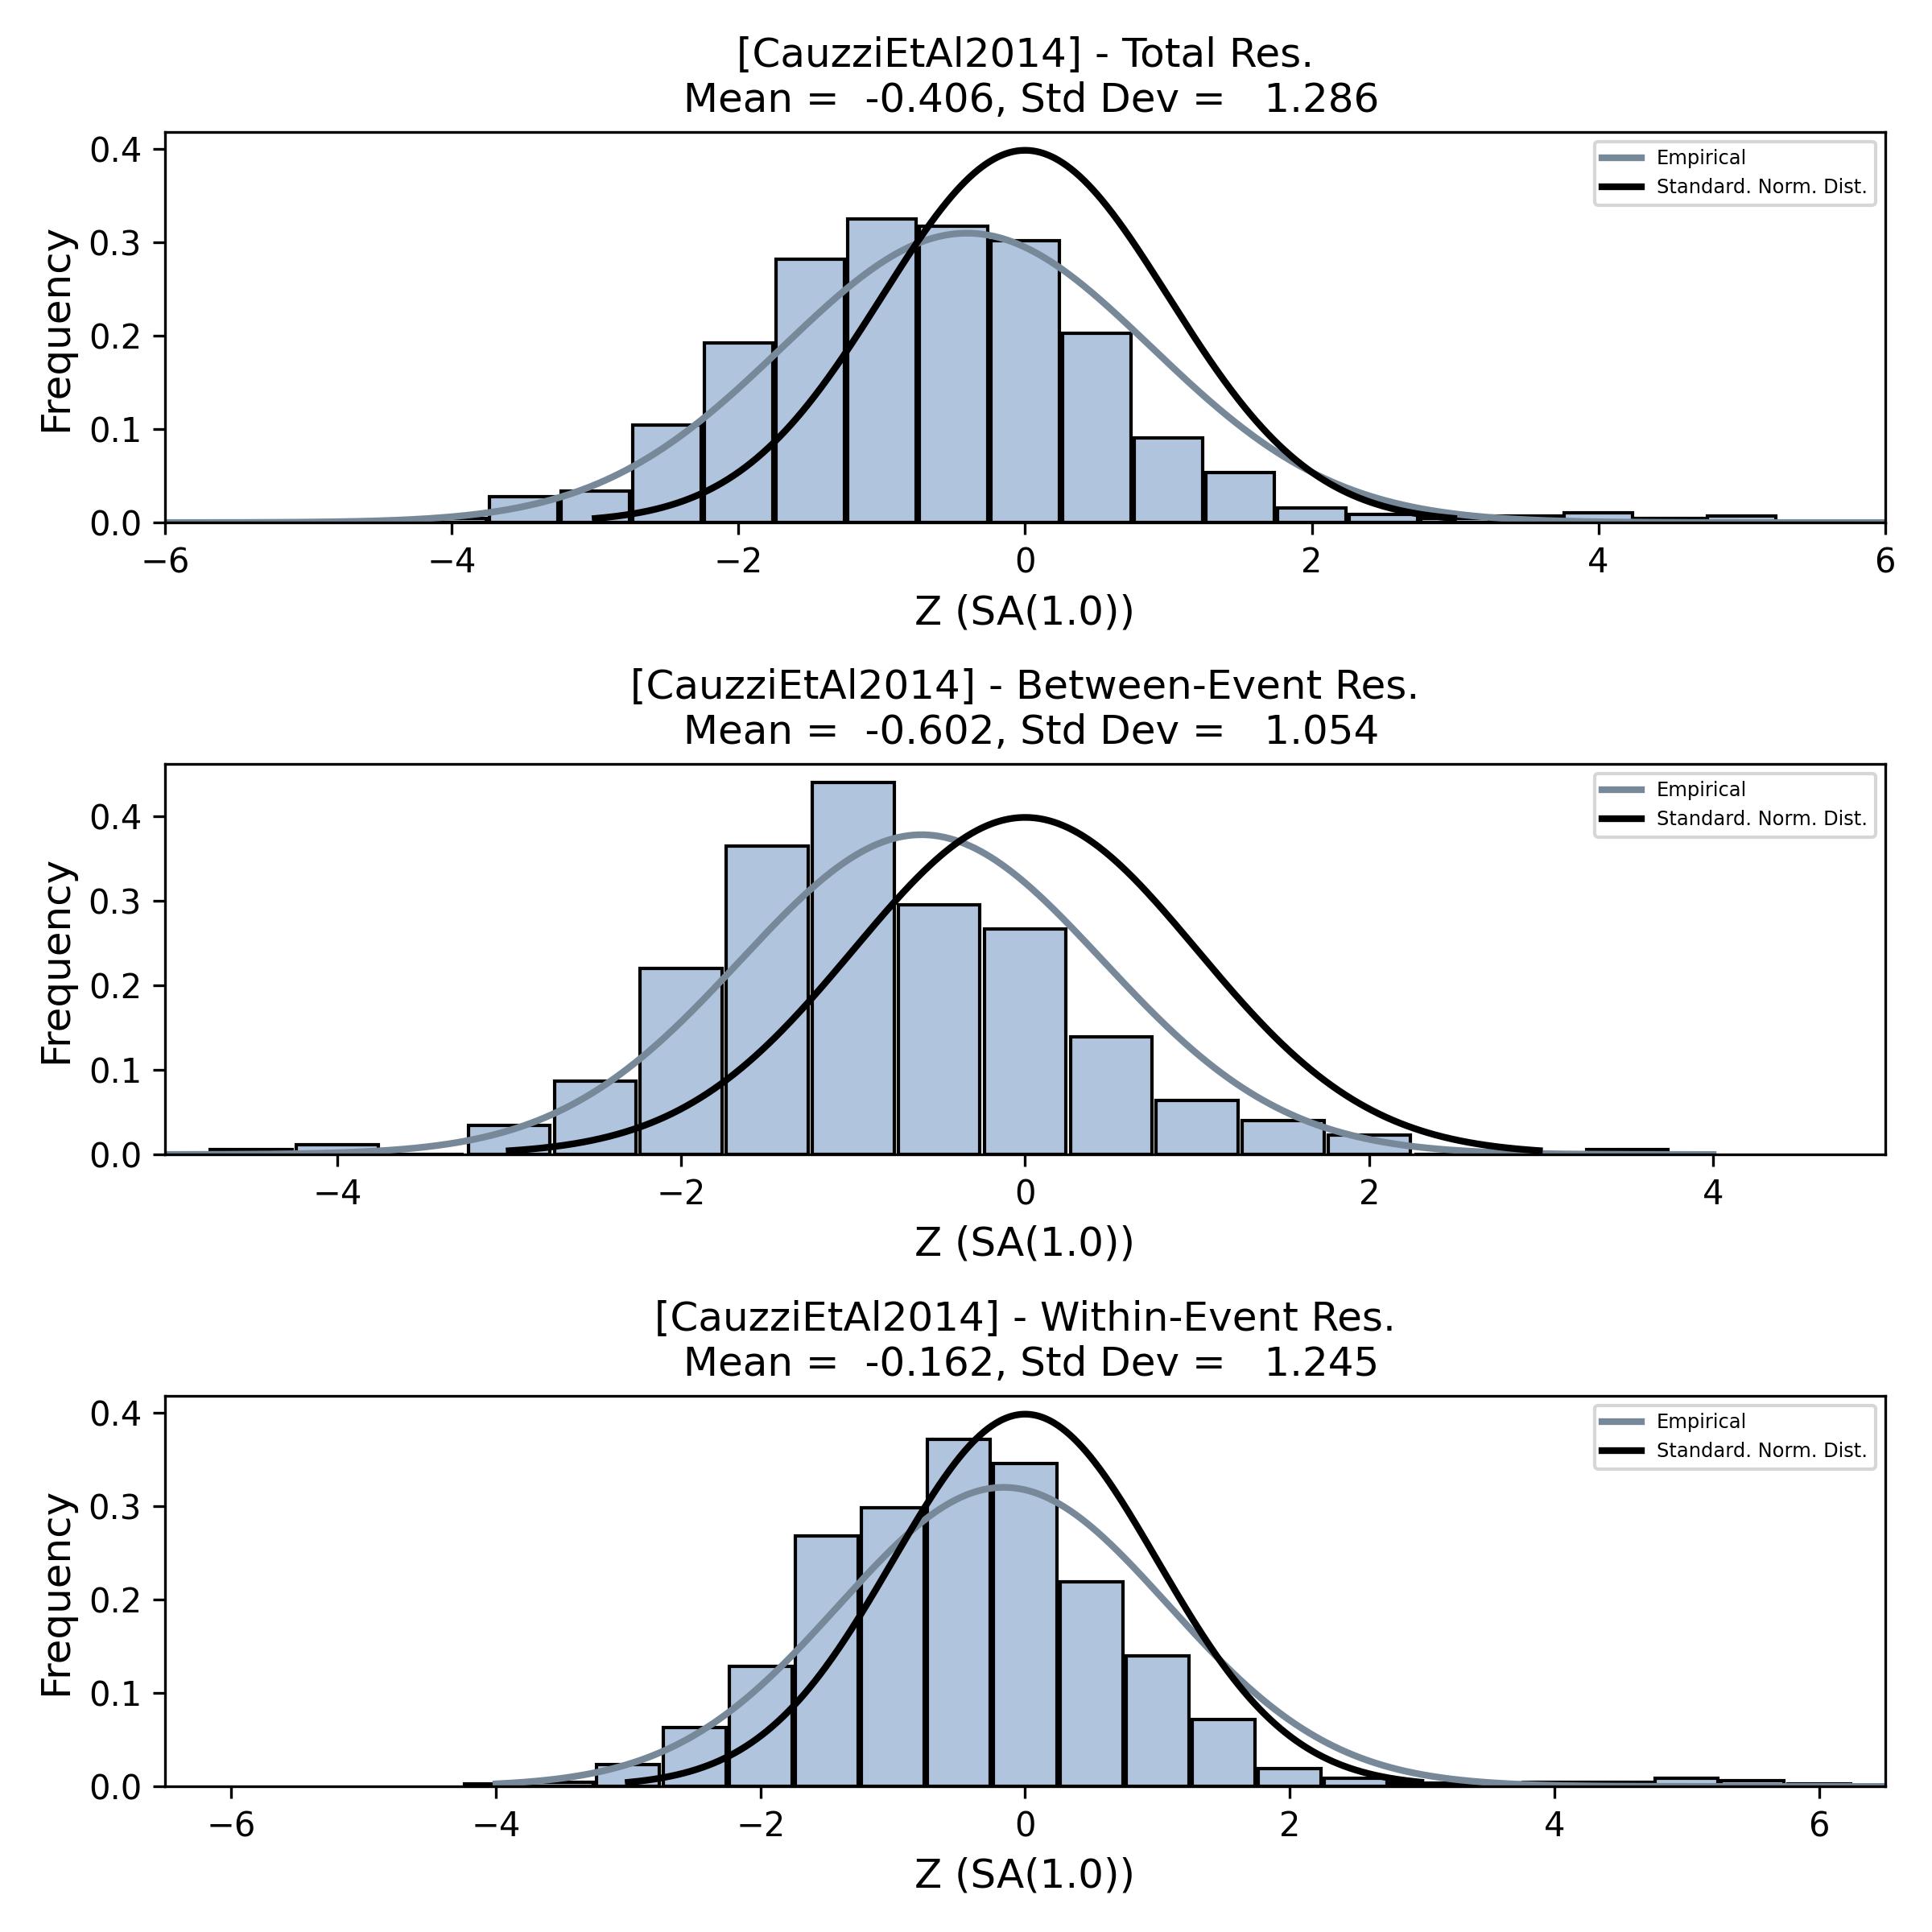 [CauzziEtAl2014] - Total Res.
Mean =  -0.406, Std Dev =   1.286
Frequency
0.4
0.3
0.2
0.1
0.0
Empirical
Standard. Norm. Dist.
−6 −4 −2 0 2 4 6
Z (SA(1.0))
[CauzziEtAl2014] - Between-Event Res.
Mean =  -0.602, Std Dev =   1.054
Frequency
0.4
0.3
0.2
0.1
0.0
Empirical
Standard. Norm. Dist.
−4 −2 0 2 4
Z (SA(1.0))
[CauzziEtAl2014] - Within-Event Res.
Mean =  -0.162, Std Dev =   1.245
Frequency
0.4
0.3
0.2
0.1
0.0
Empirical
Standard. Norm. Dist.
−6 −4 −2 0 2 4 6
Z (SA(1.0))